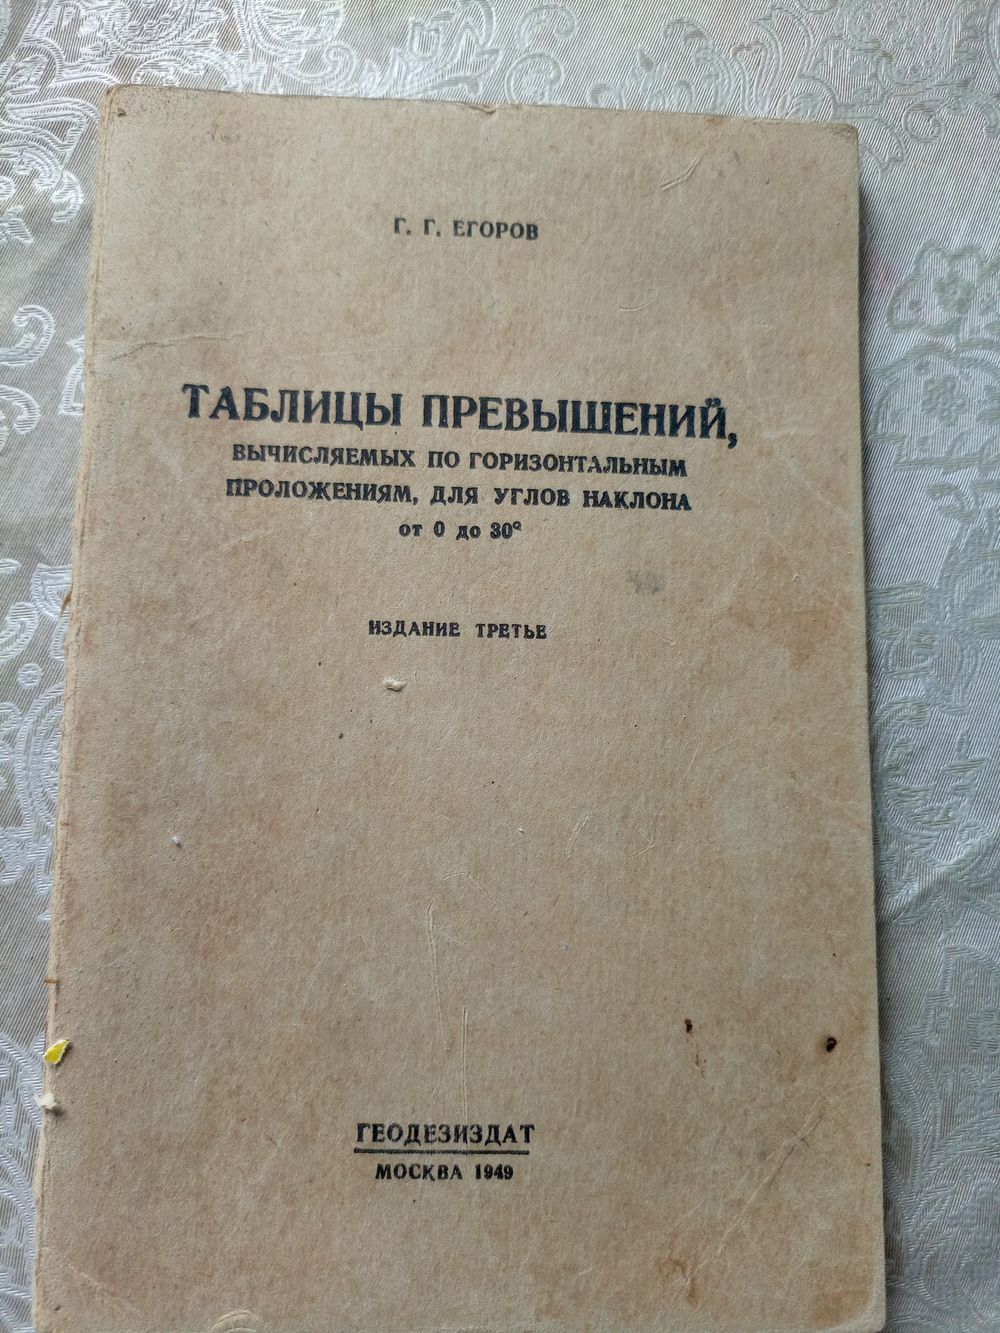 Г. Г. ЕГОРОВ
ТАБЛИЦЫ ПРЕВЫШЕНИЙ,
ВЫЧИСЛЯЕМЫХ ПО ГОРИЗОНТАЛЬНЫМ
ПРОЛОЖЕНИЯМ, ДЛЯ УГЛОВ НАКЛОНА
от 0 до 30°
ИЗДАНИЕ ТРЕТЬЕ
ГЕОДЕЗИЗДАТ
МОСКВА 1949